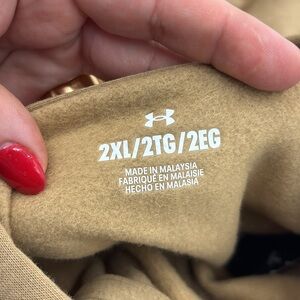 2XL/2TG/2EG
MADE IN MALAYSIA
FABRIQUÉ EN MALAISIE
HECHO EN MALASIA